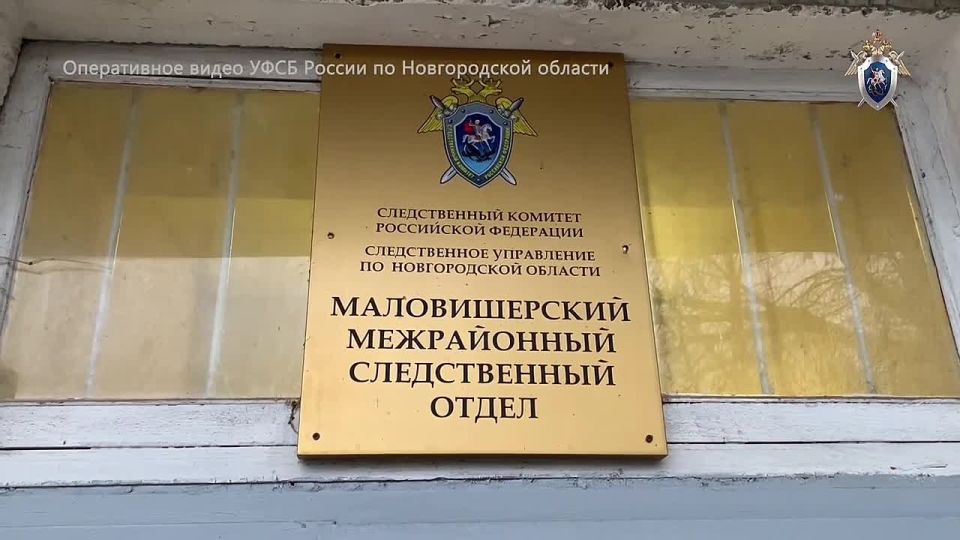 Оперативное видео УФСБ России по Новгородской области
СЛЕДСТВЕННЫЙ КОМИТЕТ
РОССИЙСКОЙ ФЕДЕРАЦИИ
СЛЕДСТВЕННОЕ УПРАВЛЕНИЕ
ПО НОВГОРОДСКОЙ ОБЛАСТИ
МАЛОВИШЕРСКИЙ
МЕЖРАЙОННЫЙ
СЛЕДСТВЕННЫЙ
ОТДЕЛ